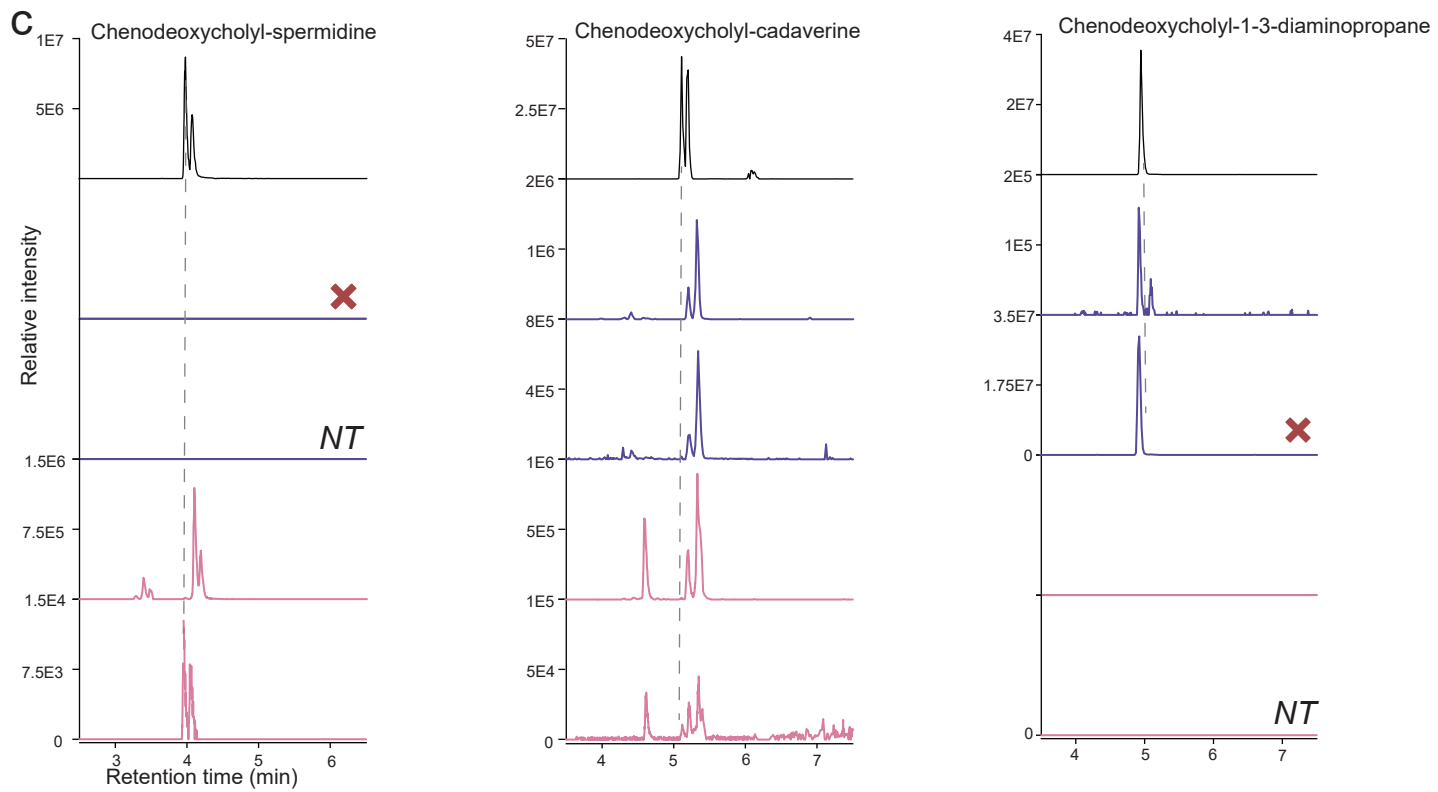 C
Chenodeoxycholyl-spermidine
1E7
5E6
1.5E6
7.5E5
1.5E4
7.5E3
0
NT
Relative intensity
3 4 5 6
Retention time (min)
Chenodeoxycholyl-cadaverine
5E7
2.5E7
2E6
1E6
8E5
4E5
1E6
5E5
1E5
5E4
0
4 5 6 7
Chenodeoxycholyl-1-3-diaminopropane
4E7
2E7
2E5
1E5
3.5E7
1.75E7
0
NT
0
4 5 6 7